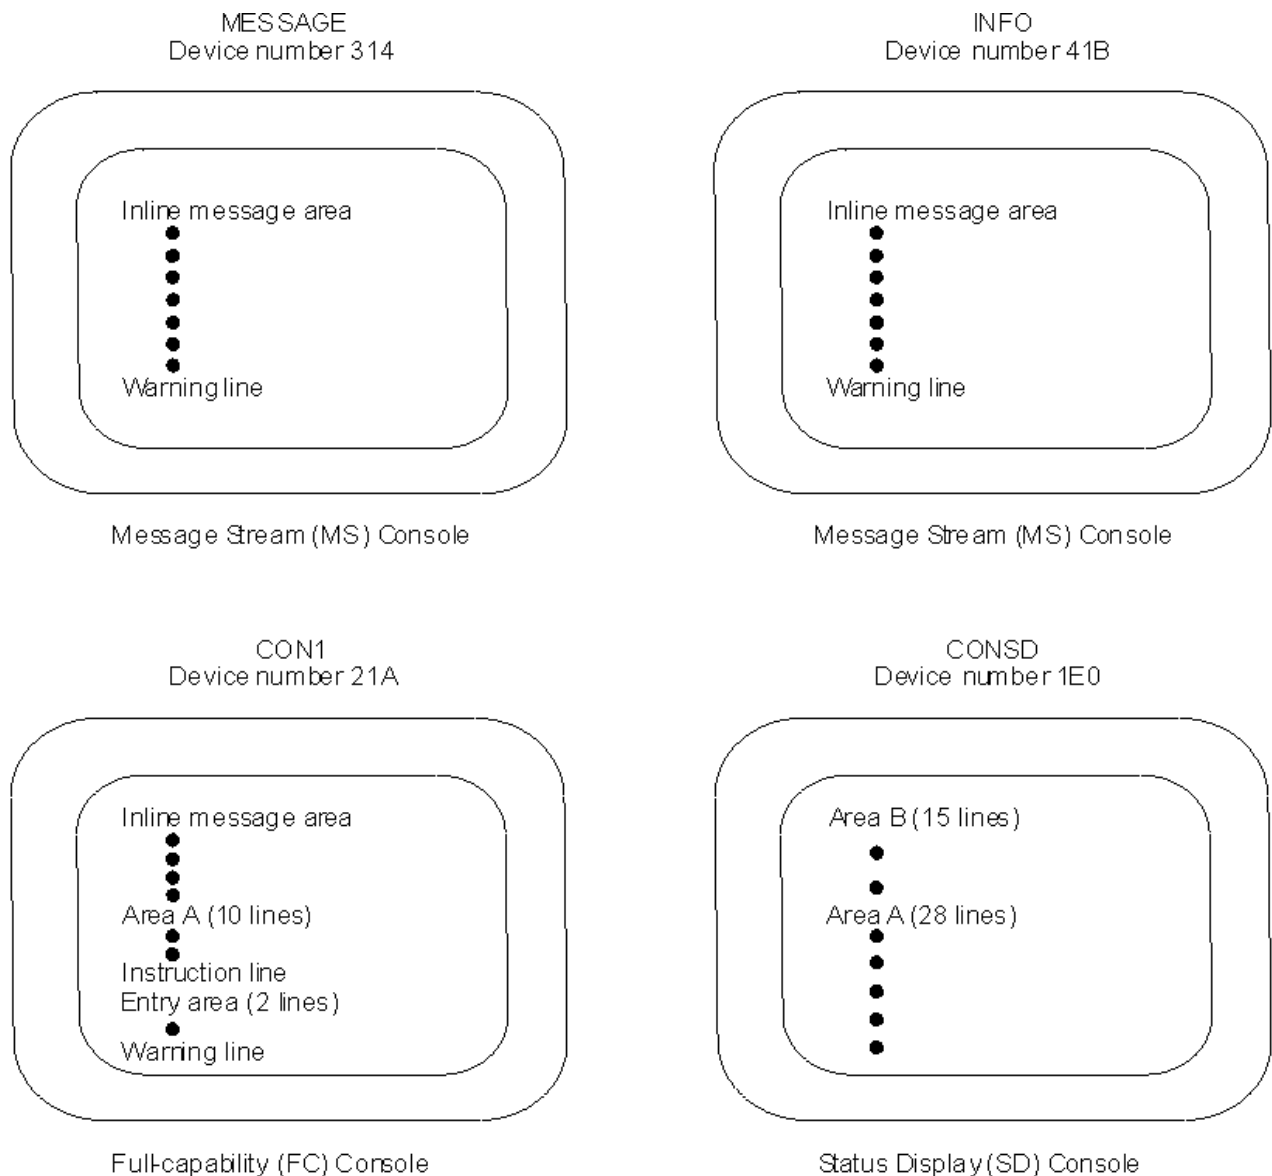 MESSAGE
Device number 314
Inline message area
Warning line
Message Stream (MS) Console
INFO
Device number 41B
Inline message area
Warning line
Message Stream (MS) Console
CON1
Device number 21A
Inline message area
Area A (10 lines)
Instruction line
Entry area (2 lines)
Warning line
Full-capability (FC) Console
CONSD
Device number 1E0
Area B (15 lines)
Area A (28 lines)
Status Display (SD) Console